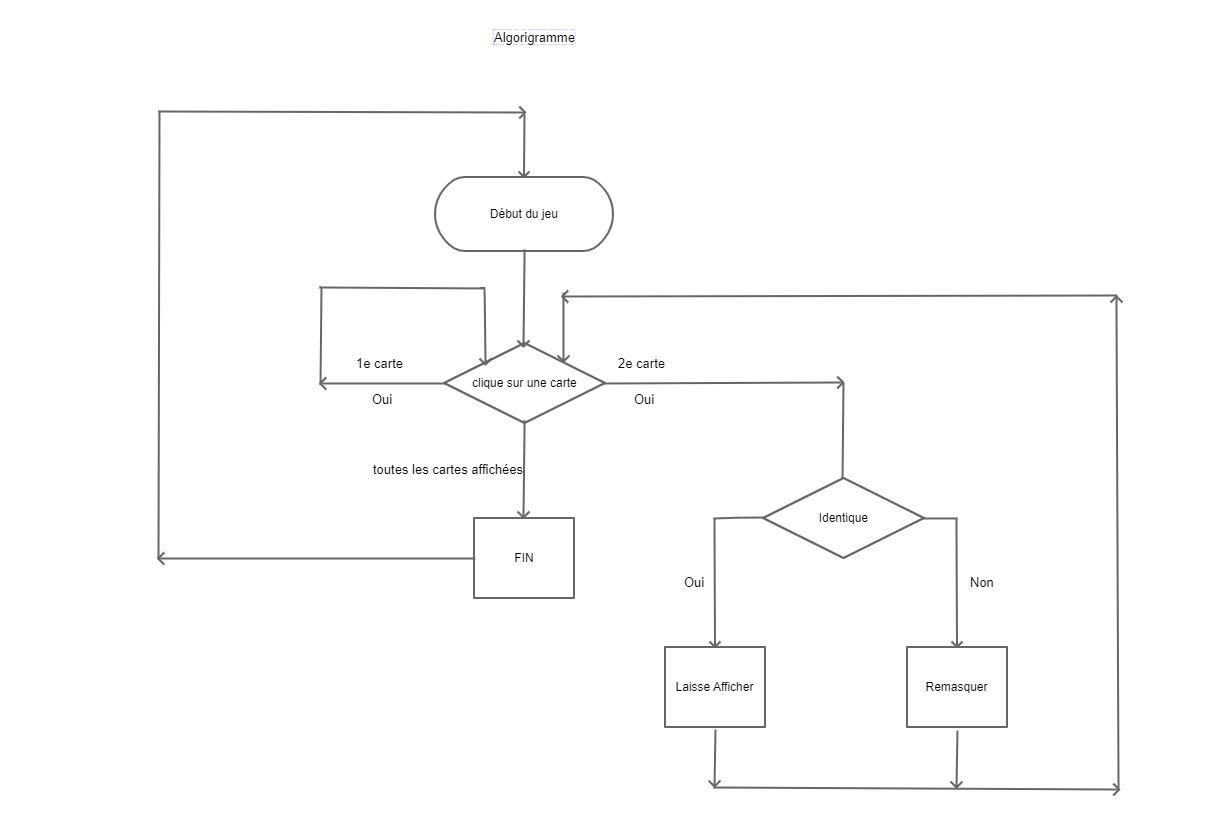 Algorigramme
Début du jeu
1e carte
2e carte
clique sur une carte
Oui
Oui
toutes les cartes affichées
Identique
FIN
Oui
Non
Laisse Afficher
Remasquer